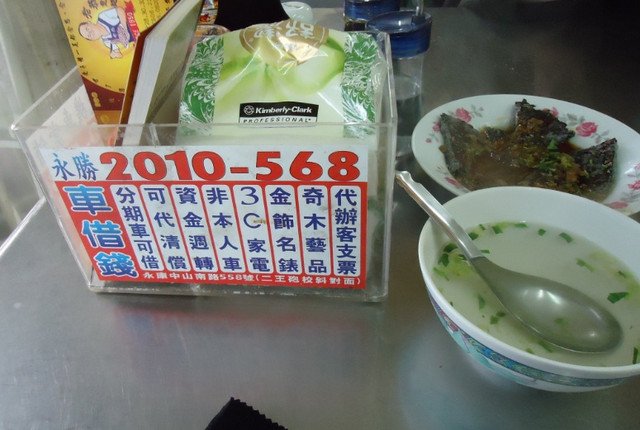 Kimberly-Clark
PROFESSIONAL
永勝 2010-568
車借錢
分期車可借
可代清償
資金週轉
非本人車
3C家電
金飾名錶
奇木藝品
代辦客支票
永康中山南路558號(二王砲校斜對面)